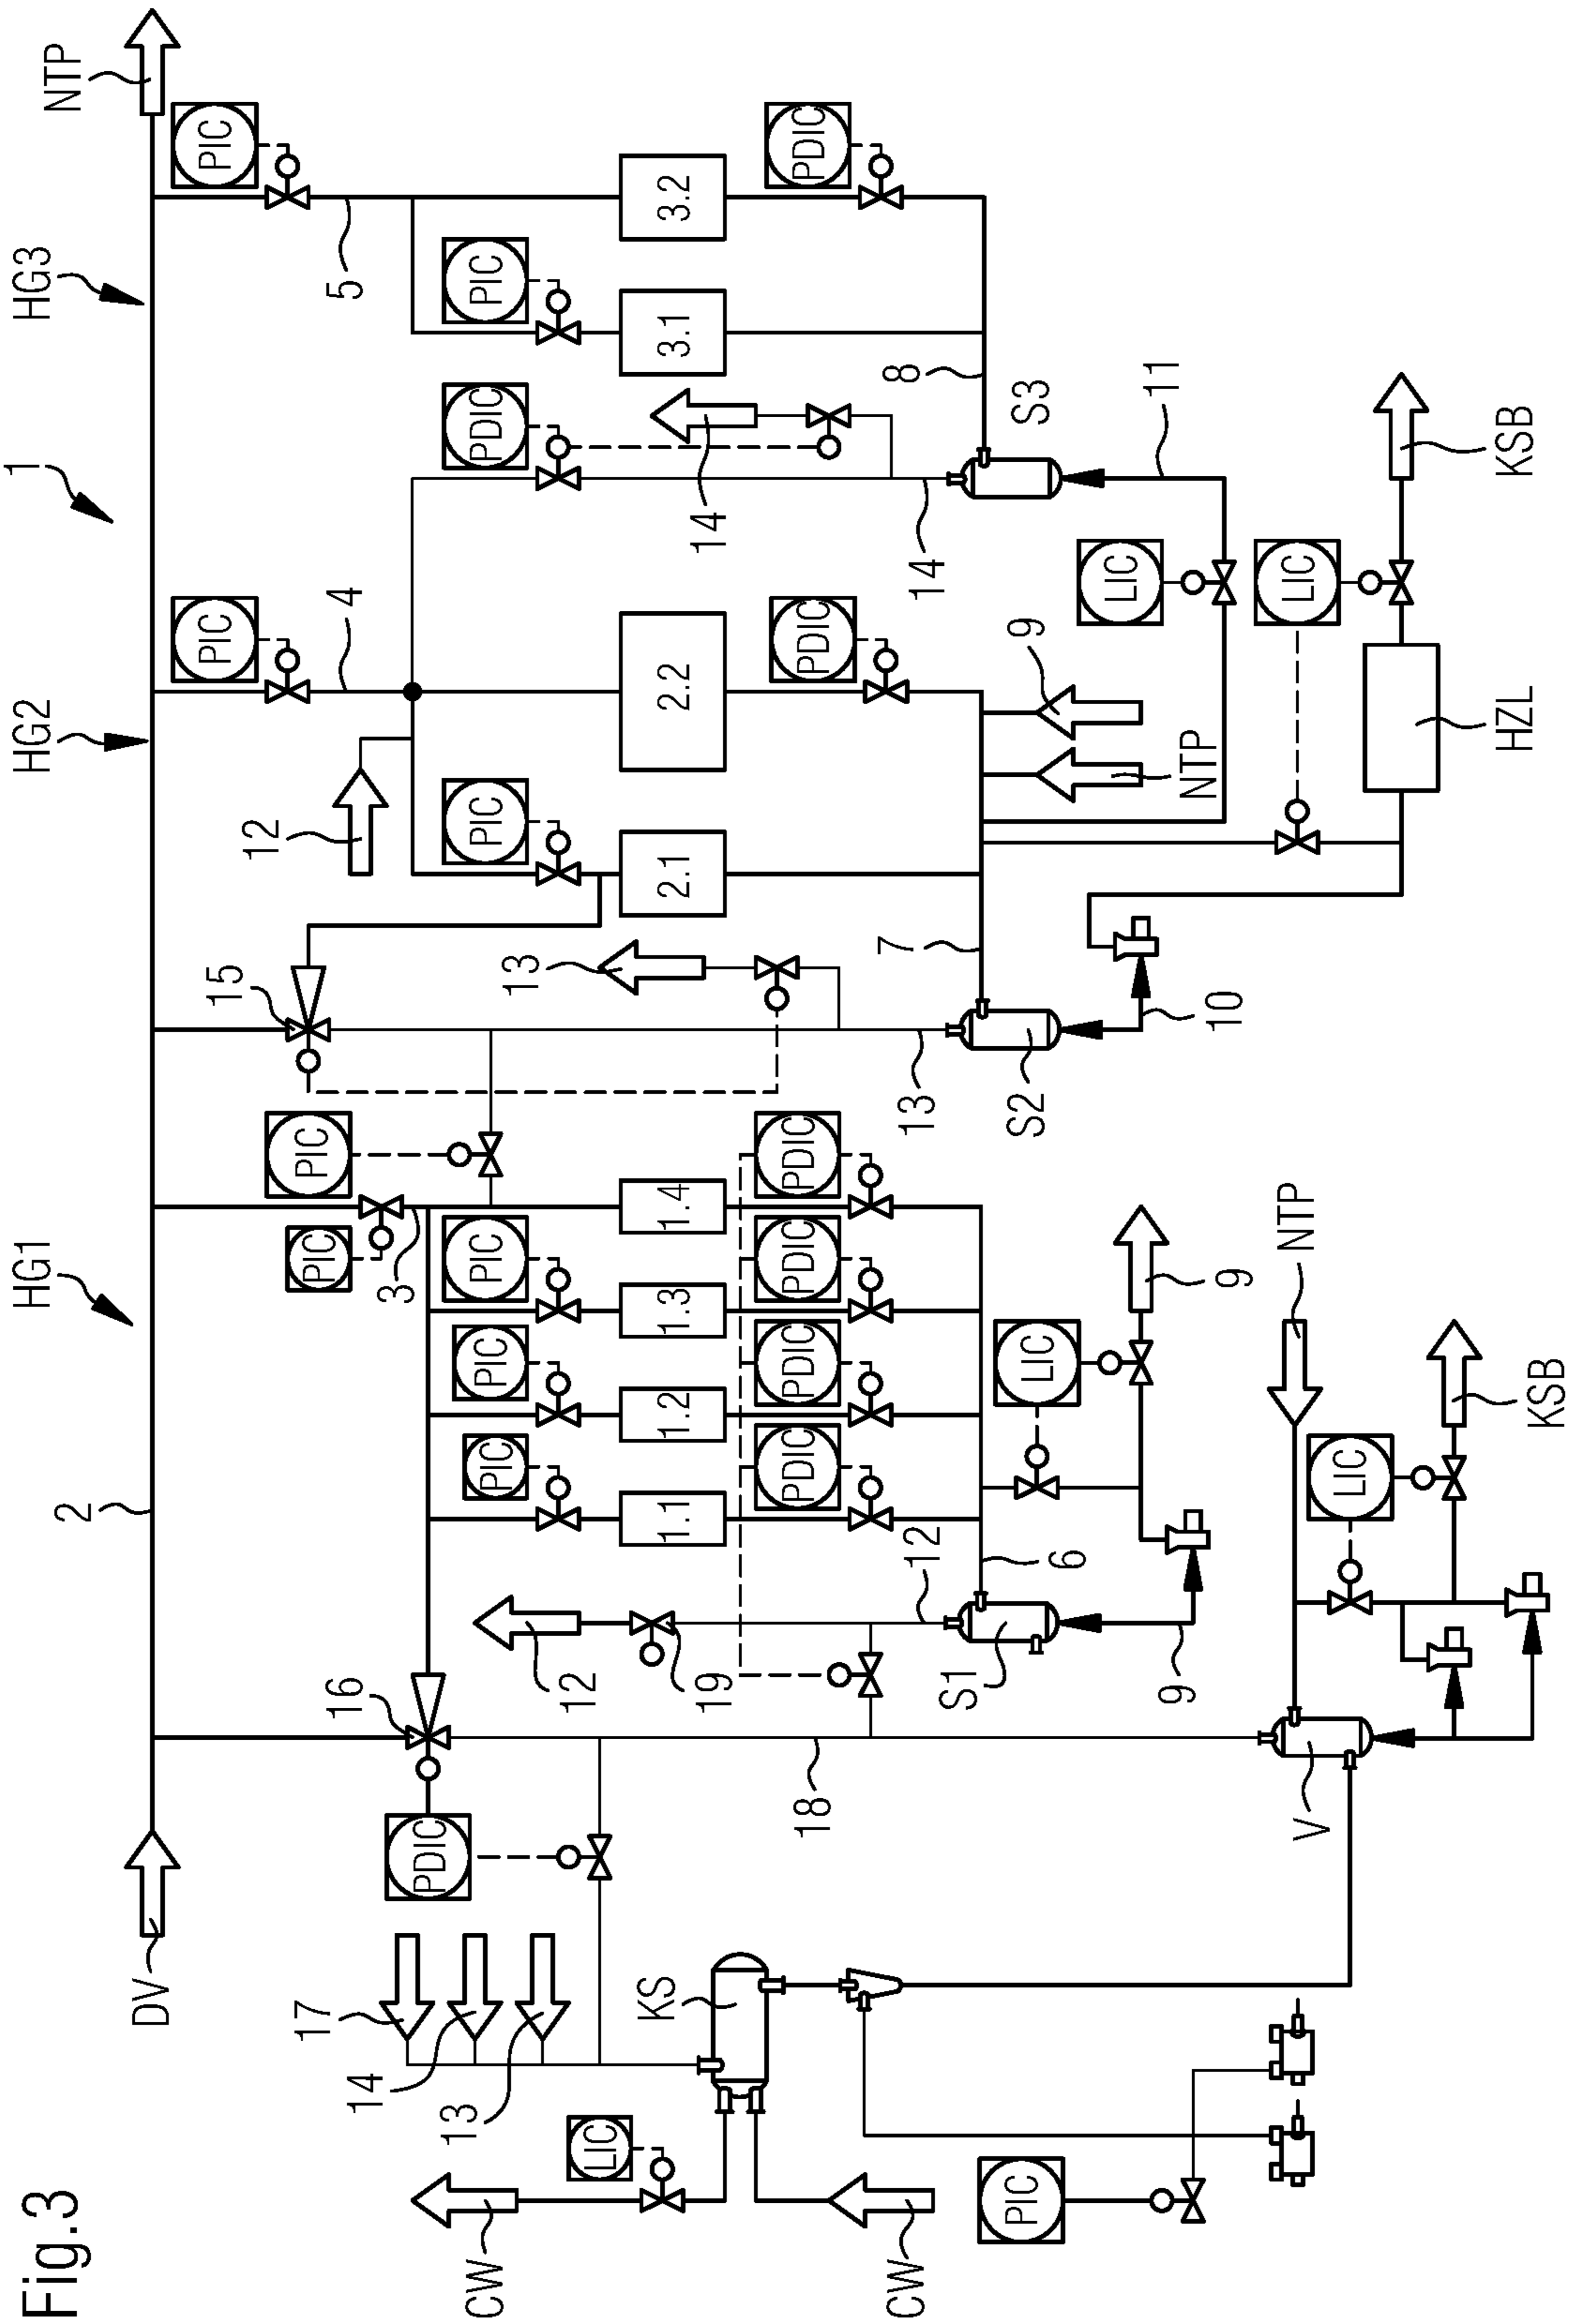 Fig.3
HG1
HG2
1
HG3
2
NTP
DV
PIC
PIC
15
12
17
PIC
PIC
16
4
5
14
3
PDIC
13
PIC
PIC
PIC
PIC
PDIC
PIC
CW
13
12
LIC
KS
1.1
1.2
1.3
1.4
2.1
2.2
3.1
3.2
19
14
PDIC
PDIC
PDIC
PDIC
PDIC
PDIC
18
CW
12
7
8
13
14
S1
PIC
LIC
S2
9
S3
6
LIC
11
9
NTP
9
10
V
NTP
LIC
LIC
HZL
KSB
KSB